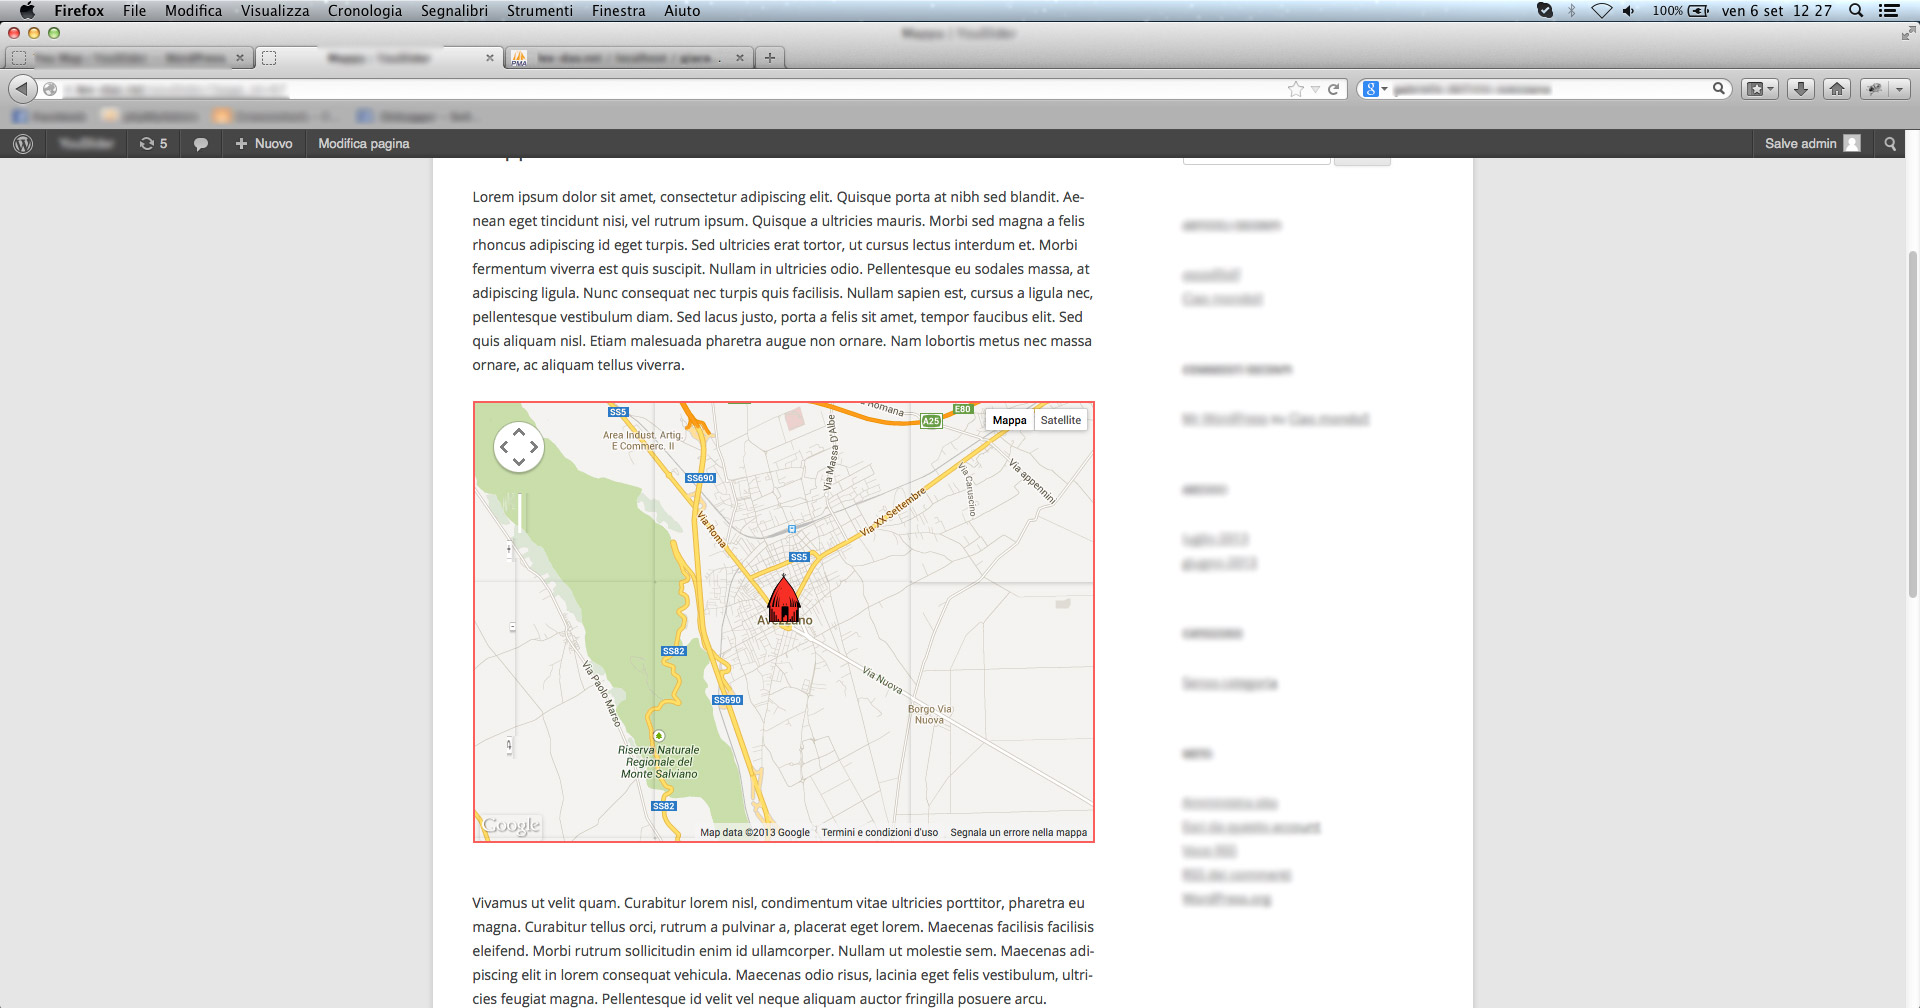 Firefox File Modifica Visualizza Cronologia Segnalibri Strumenti Finestra Aiuto 100% ven 6 set 12 27
PMA
8
5 Nuovo Modifica pagina Salve admin
Lorem ipsum dolor sit amet, consectetur adipiscing elit. Quisque porta at nibh sed blandit. Ae-
nean eget tincidunt nisi, vel rutrum ipsum. Quisque a ultricies mauris. Morbi sed magna a felis
rhoncus adipiscing id eget turpis. Sed ultricies erat tortor, ut cursus lectus interdum et. Morbi
fermentum viverra est quis suscipit. Nullam in ultricies odio. Pellentesque eu sodales massa, at
adipiscing ligula. Nunc consequat nec turpis quis facilisis. Nullam sapien est, cursus a ligula nec,
pellentesque vestibulum diam. Sed lacus justo, porta a felis sit amet, tempor faucibus elit. Sed
quis aliquam nisl. Etiam malesuada pharetra augue non ornare. Nam lobortis metus nec massa
ornare, ac aliquam tellus viverra.
SS5
Romana
E80
A25
Mappa Satellite
Area Indust. Artig.
E Commerc. II
Via Massa D'Albe
SS690
Via Caruscino
Via appennini
Via XX Settembre
Via Roma
SS5
Avezzano
SS82
Via Paolo Marso
Via Nuova
SS690
Borgo Via
Nuova
Riserva Naturale
Regionale del
Monte Salviano
SS82
Google
Map data ©2013 Google Termini e condizioni d'uso Segnala un errore nella mappa
Vivamus ut velit quam. Curabitur lorem nisl, condimentum vitae ultricies porttitor, pharetra eu
magna. Curabitur tellus orci, rutrum a pulvinar a, placerat eget lorem. Maecenas facilisis facilisis
eleifend. Morbi rutrum sollicitudin enim id ullamcorper. Nullam ut molestie sem. Maecenas adi-
piscing elit in lorem consequat vehicula. Maecenas odio risus, lacinia eget felis vestibulum, ultri-
cies feugiat magna. Pellentesque id velit vel neque aliquam auctor fringilla posuere arcu.